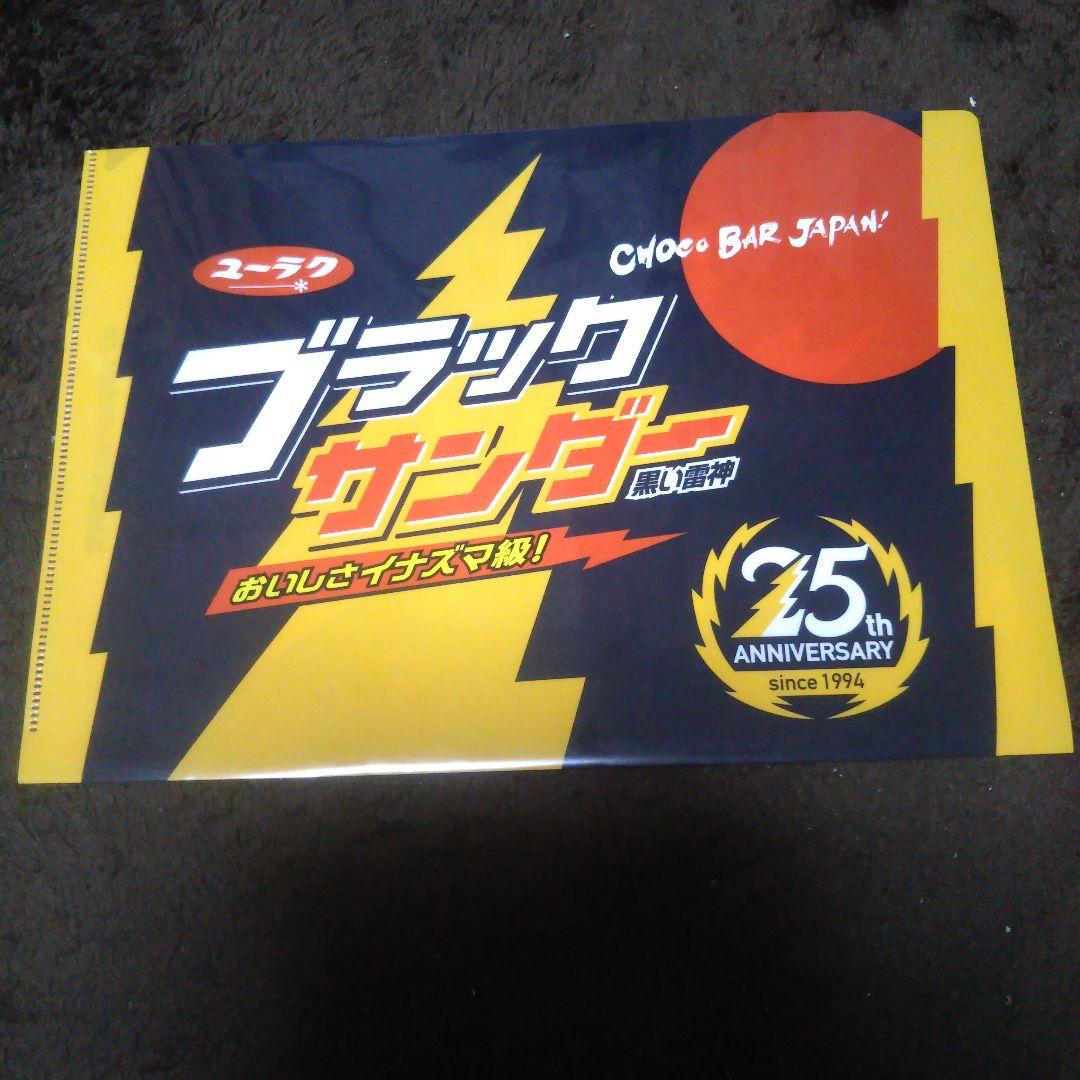 ユーラク
CHOCO BAR JAPAN!
ブラック
サンダー
黒い雷神
おいしさイナズマ級!
25th
ANNIVERSARY
since 1994